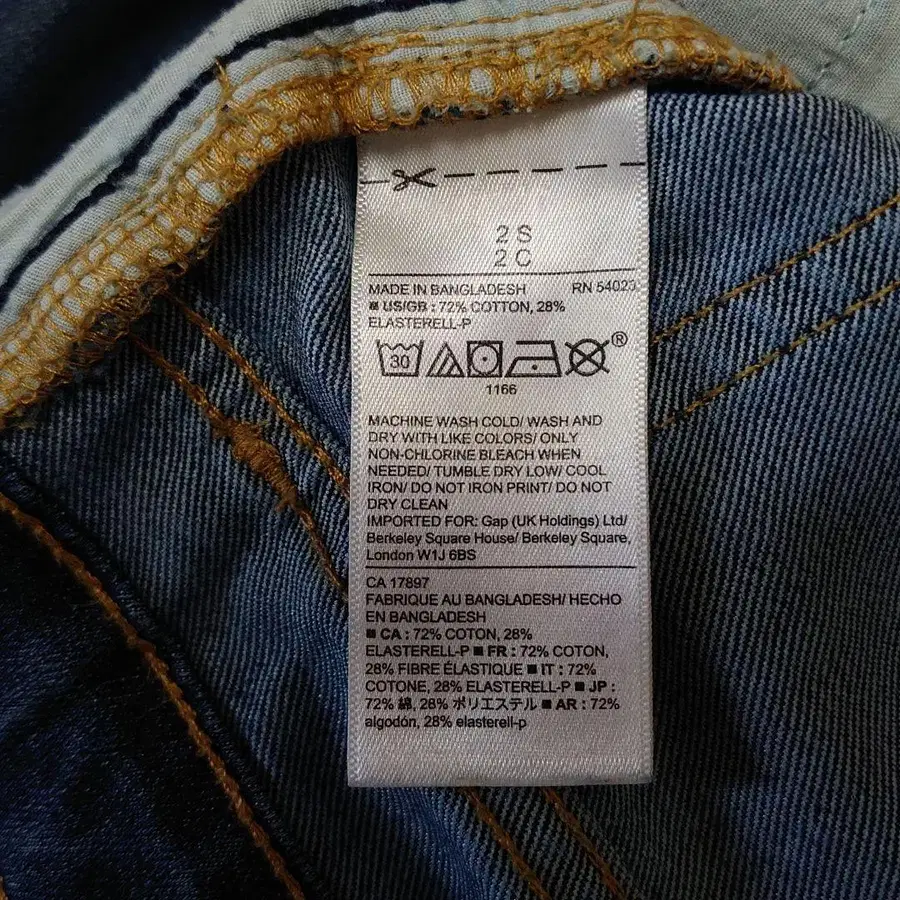 2 S
2 C
MADE IN BANGLADESH RN 54023
■ US/GB : 72% COTTON, 28%
ELASTERELL-P
30
®
1166
MACHINE WASH COLD/ WASH AND
DRY WITH LIKE COLORS/ ONLY
NON-CHLORINE BLEACH WHEN
NEEDED/ TUMBLE DRY LOW/ COOL
IRON/ DO NOT IRON PRINT/ DO NOT
DRY CLEAN
IMPORTED FOR: Gap (UK Holdings) Ltd/
Berkeley Square House/ Berkeley Square,
London W1J 6BS
CA 17897
FABRIQUE AU BANGLADESH/ HECHO
EN BANGLADESH
■ CA : 72% COTON, 28%
ELASTERELL-P ■ FR : 72% COTON,
28% FIBRE ÉLASTIQUE ■ IT : 72%
COTONE, 28% ELASTERELL-P ■ JP :
72% 綿, 28% ポリエステル ■ AR : 72%
algodón, 28% elasterell-p